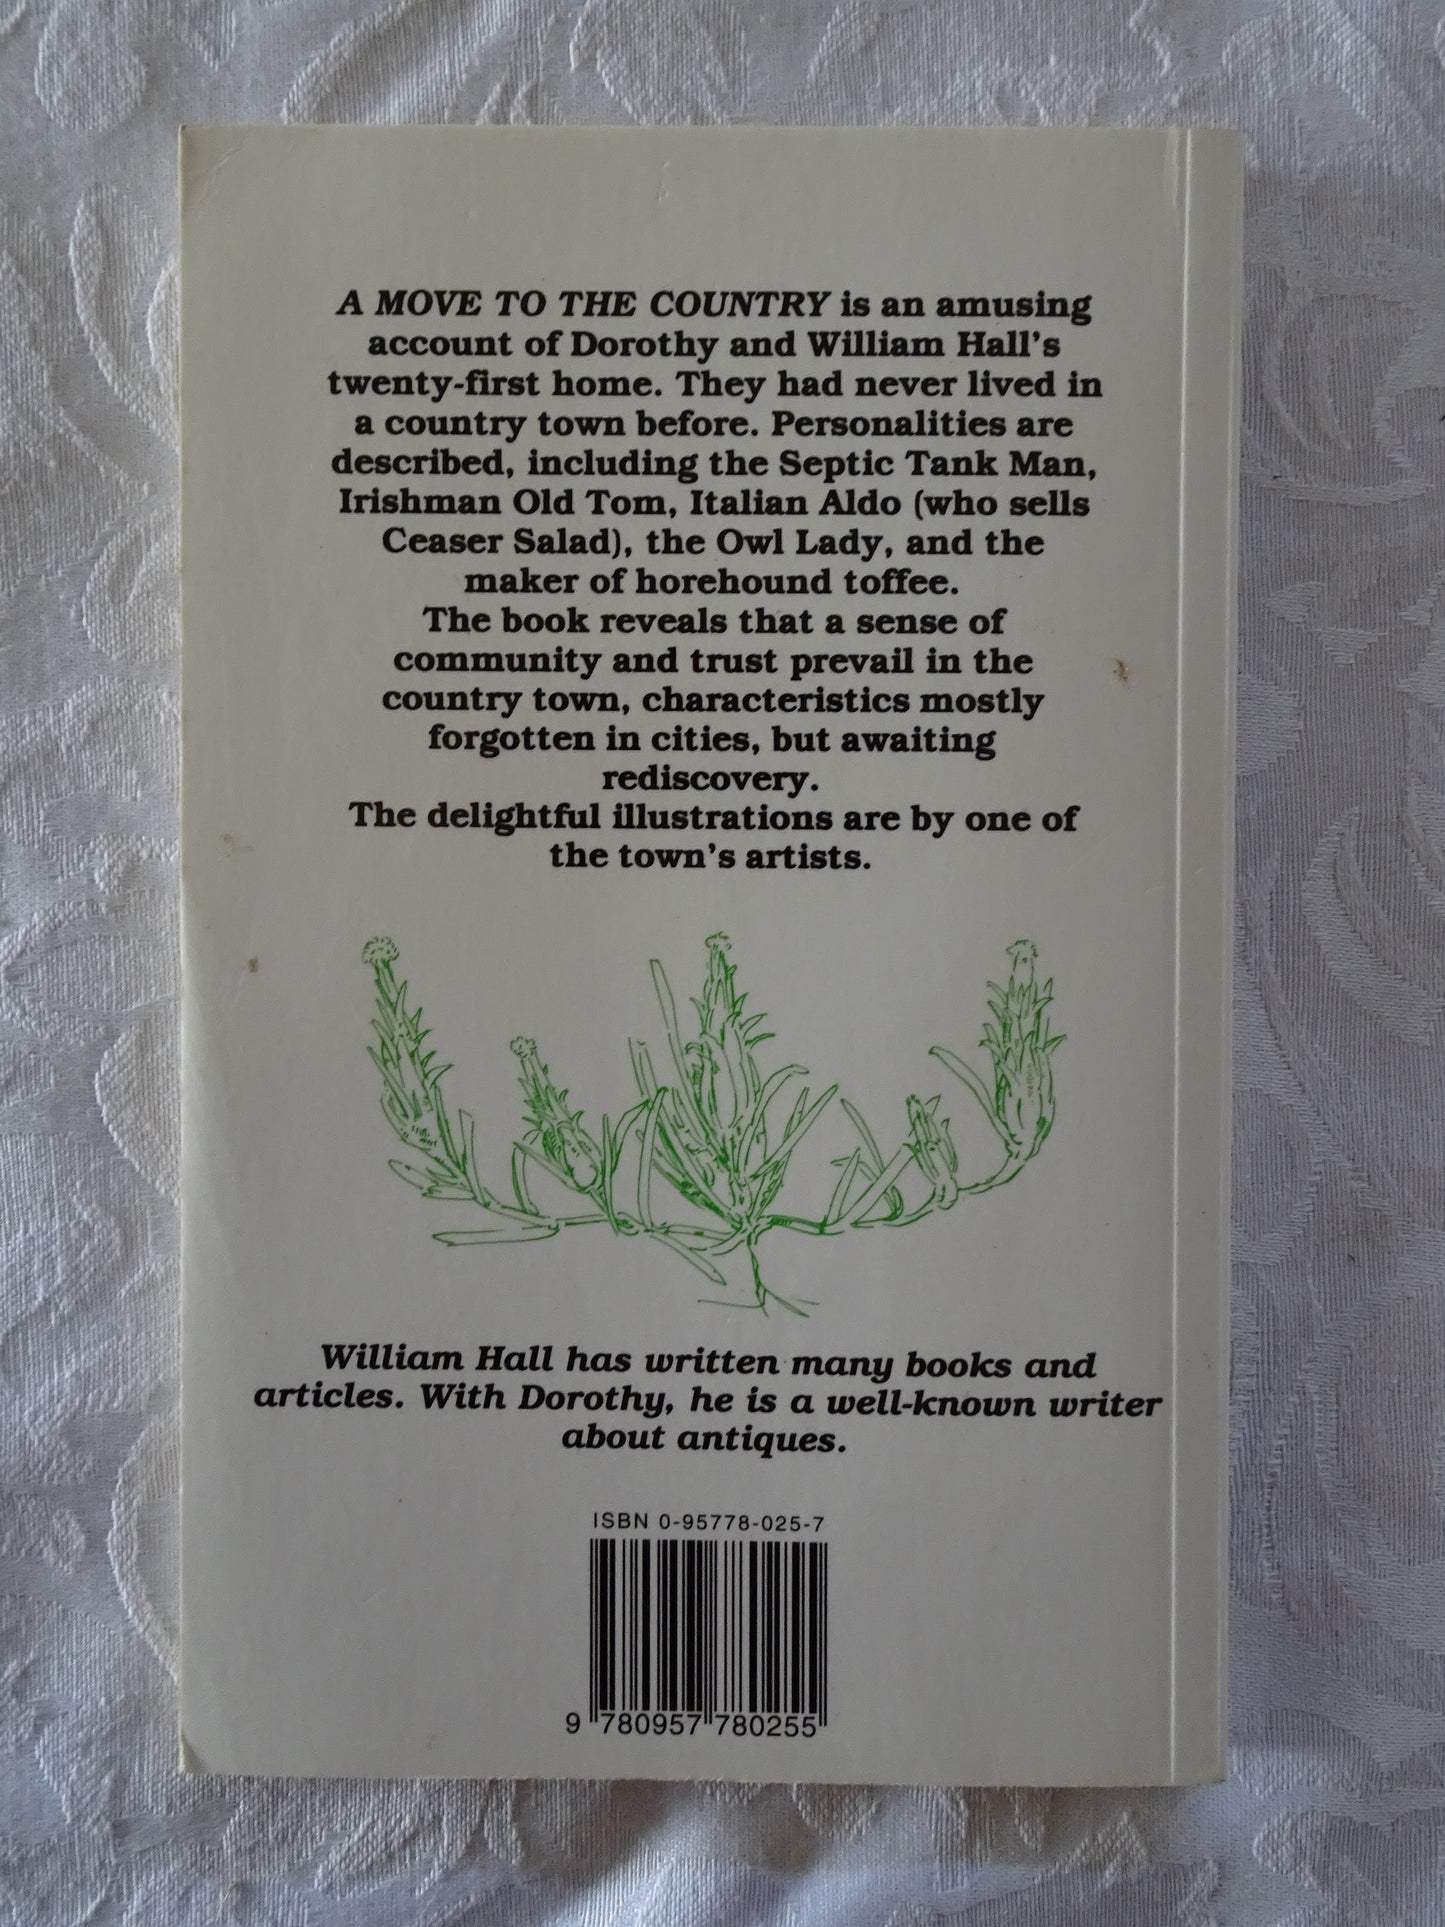 A MOVE TO THE COUNTRY is an amusing
account of Dorothy and William Hall's
twenty-first home. They had never lived in
a country town before. Personalities are
described, including the Septic Tank Man,
Irishman Old Tom, Italian Aldo (who sells
Ceaser Salad), the Owl Lady, and the
maker of horehound toffee.
The book reveals that a sense of
community and trust prevail in the
country town, characteristics mostly
forgotten in cities, but awaiting
rediscovery.
The delightful illustrations are by one of
the town's artists.
William Hall has written many books and
articles. With Dorothy, he is a well-known writer
about antiques.
ISBN 0-95778-025-7
9 780957 780255